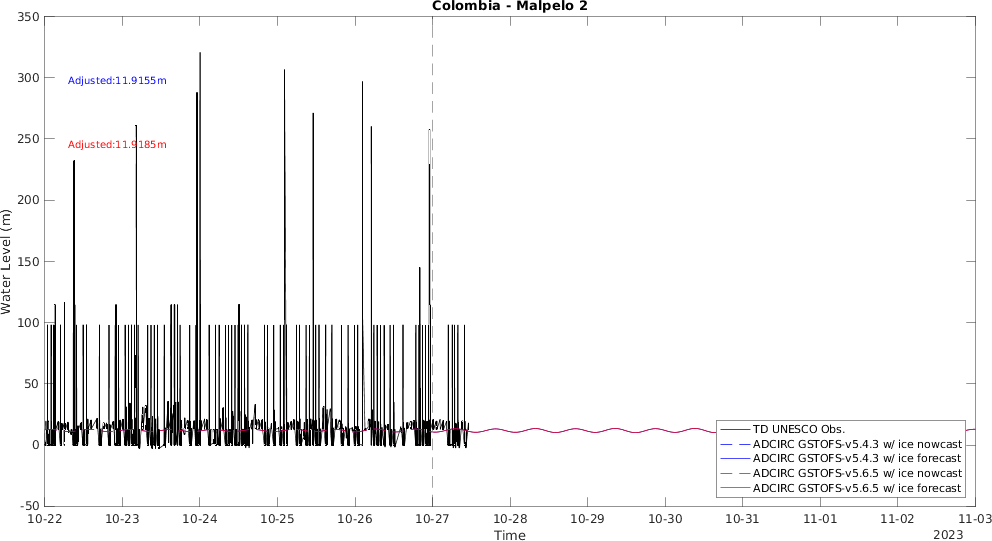 Colombia - Malpelo 2
350
300
250
200
150
100
50
0
-50
Water Level (m)
Adjusted:11.9155m
Adjusted:11.9185m
TD UNESCO Obs.
ADCIRC GSTOFS-v5.4.3 w/ ice nowcast
ADCIRC GSTOFS-v5.4.3 w/ ice forecast
ADCIRC GSTOFS-v5.6.5 w/ ice nowcast
ADCIRC GSTOFS-v5.6.5 w/ ice forecast
10-22 10-23 10-24 10-25 10-26 10-27 10-28 10-29 10-30 10-31 11-01 11-02 11-03
Time
2023